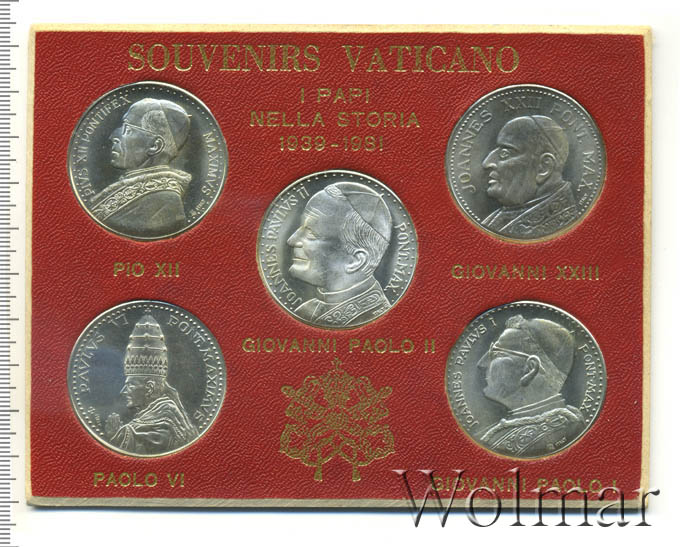 SOUVENIRS VATICANO
I PAPI
NELLA STORIA
1939-1981
PIVS XII PONTIFEX MAXIMVS
PIO XII
JOANNES XXIII PONT MAX
GIOVANNI XXIII
JOANNES PAVLVS II PONT·MAX
GIOVANNI PAOLO II
PAVLVS VI PONT·MAXIMVS
PAOLO VI
JOANNES PAVLVS I PONT·MAX
GIOVANNI PAOLO I
Wolmar